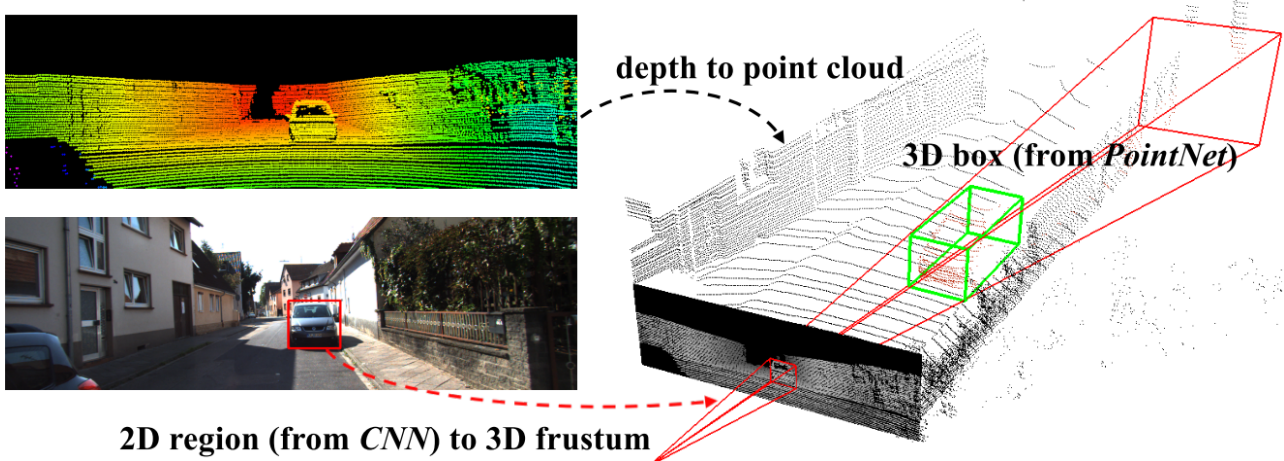 depth to point cloud
3D box (from PointNet)
2D region (from CNN) to 3D frustum